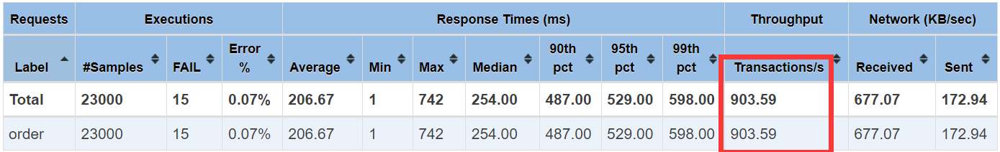 Requests Executions Response Times (ms) Throughput Network (KB/sec)
Label #Samples FAIL Error % Average Min Max Median 90th pct 95th pct 99th pct Transactions/s Received Sent
Total 23000 15 0.07% 206.67 1 742 254.00 487.00 529.00 598.00 903.59 677.07 172.94
order 23000 15 0.07% 206.67 1 742 254.00 487.00 529.00 598.00 903.59 677.07 172.94